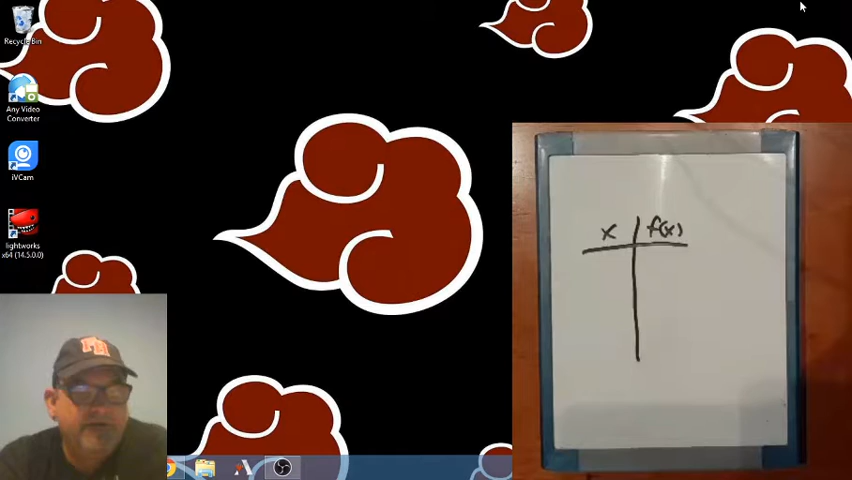 Recycle Bin
Any Video
Converter
iVCam
lightworks
x64 (14.5.0.0)
x f(x)